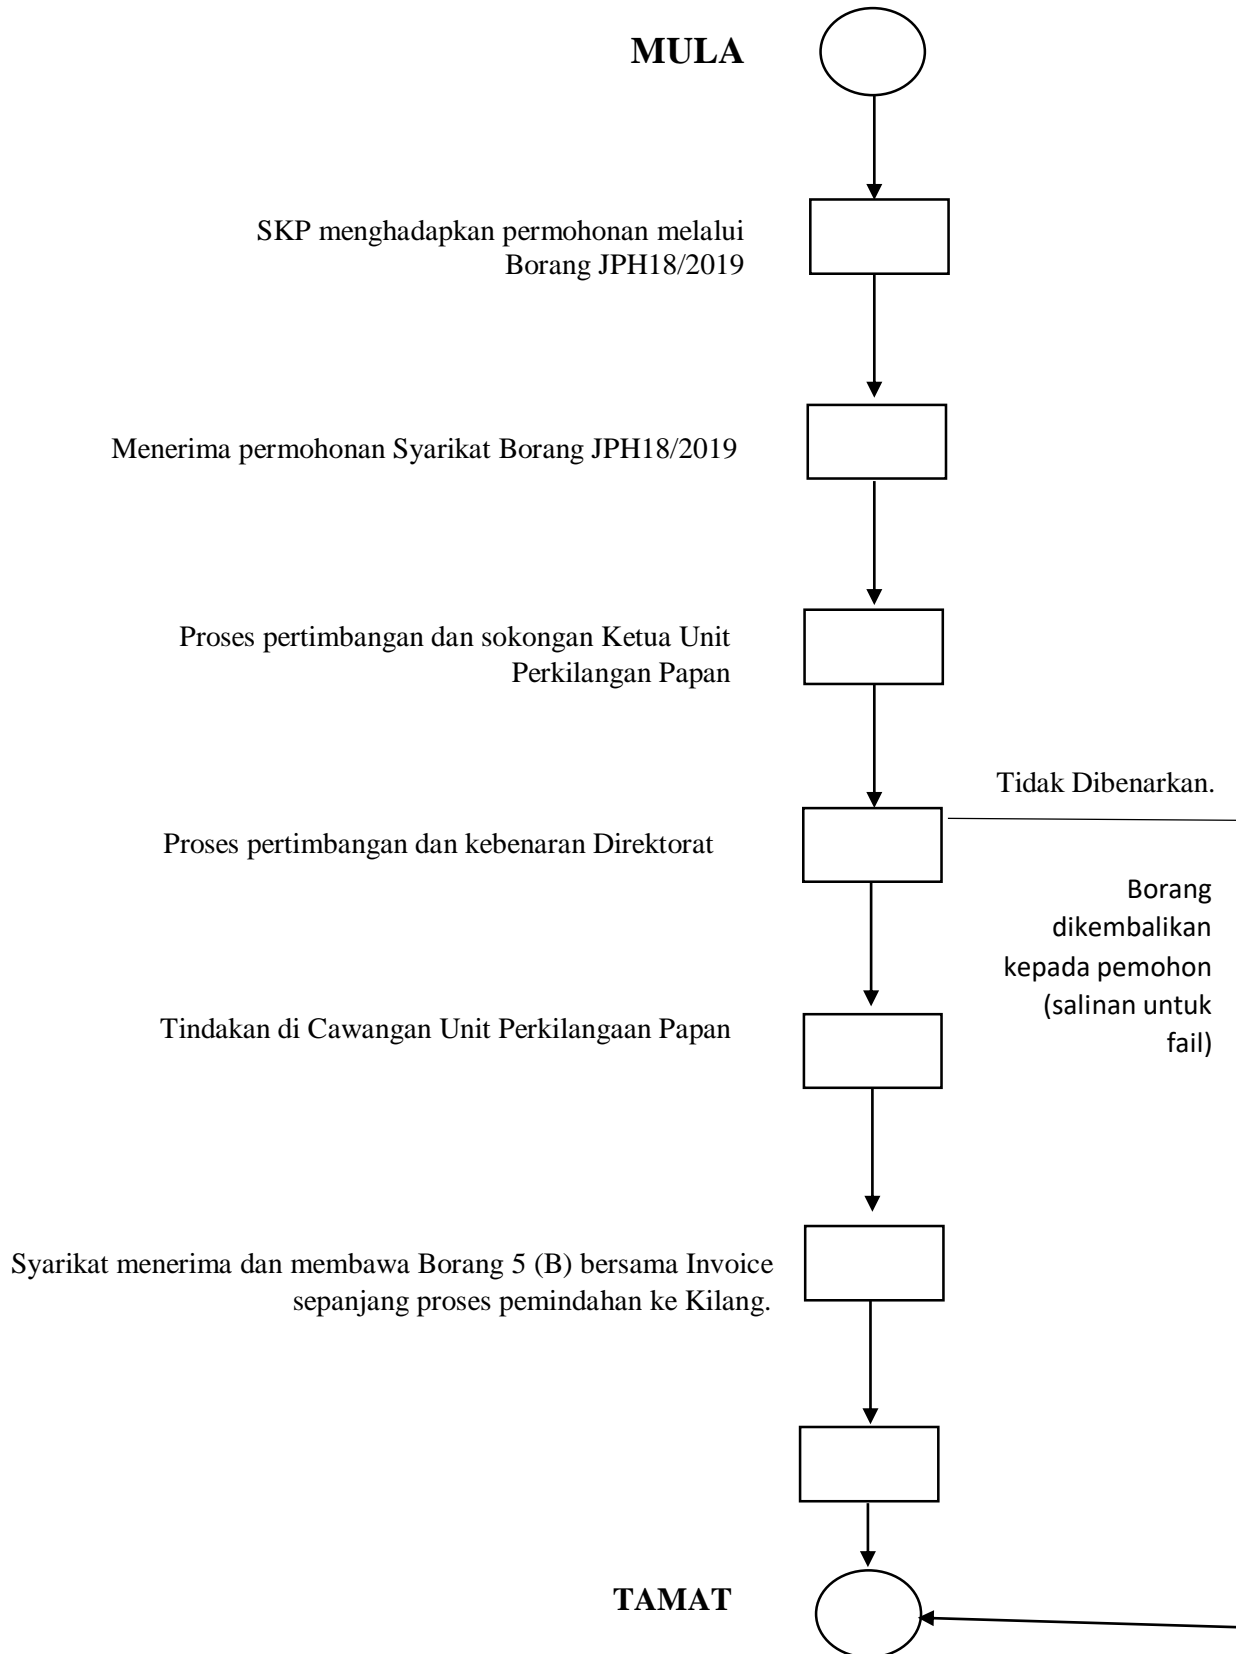 MULA
SKP menghadapkan permohonan melalui
Borang JPH18/2019
Menerima permohonan Syarikat Borang JPH18/2019
Proses pertimbangan dan sokongan Ketua Unit
Perkilangan Papan
Tidak Dibenarkan.
Proses pertimbangan dan kebenaran Direktorat
Borang
dikembalikan
kepada pemohon
(salinan untuk
fail)
Tindakan di Cawangan Unit Perkilangaan Papan
Syarikat menerima dan membawa Borang 5 (B) bersama Invoice
sepanjang proses pemindahan ke Kilang.
TAMAT